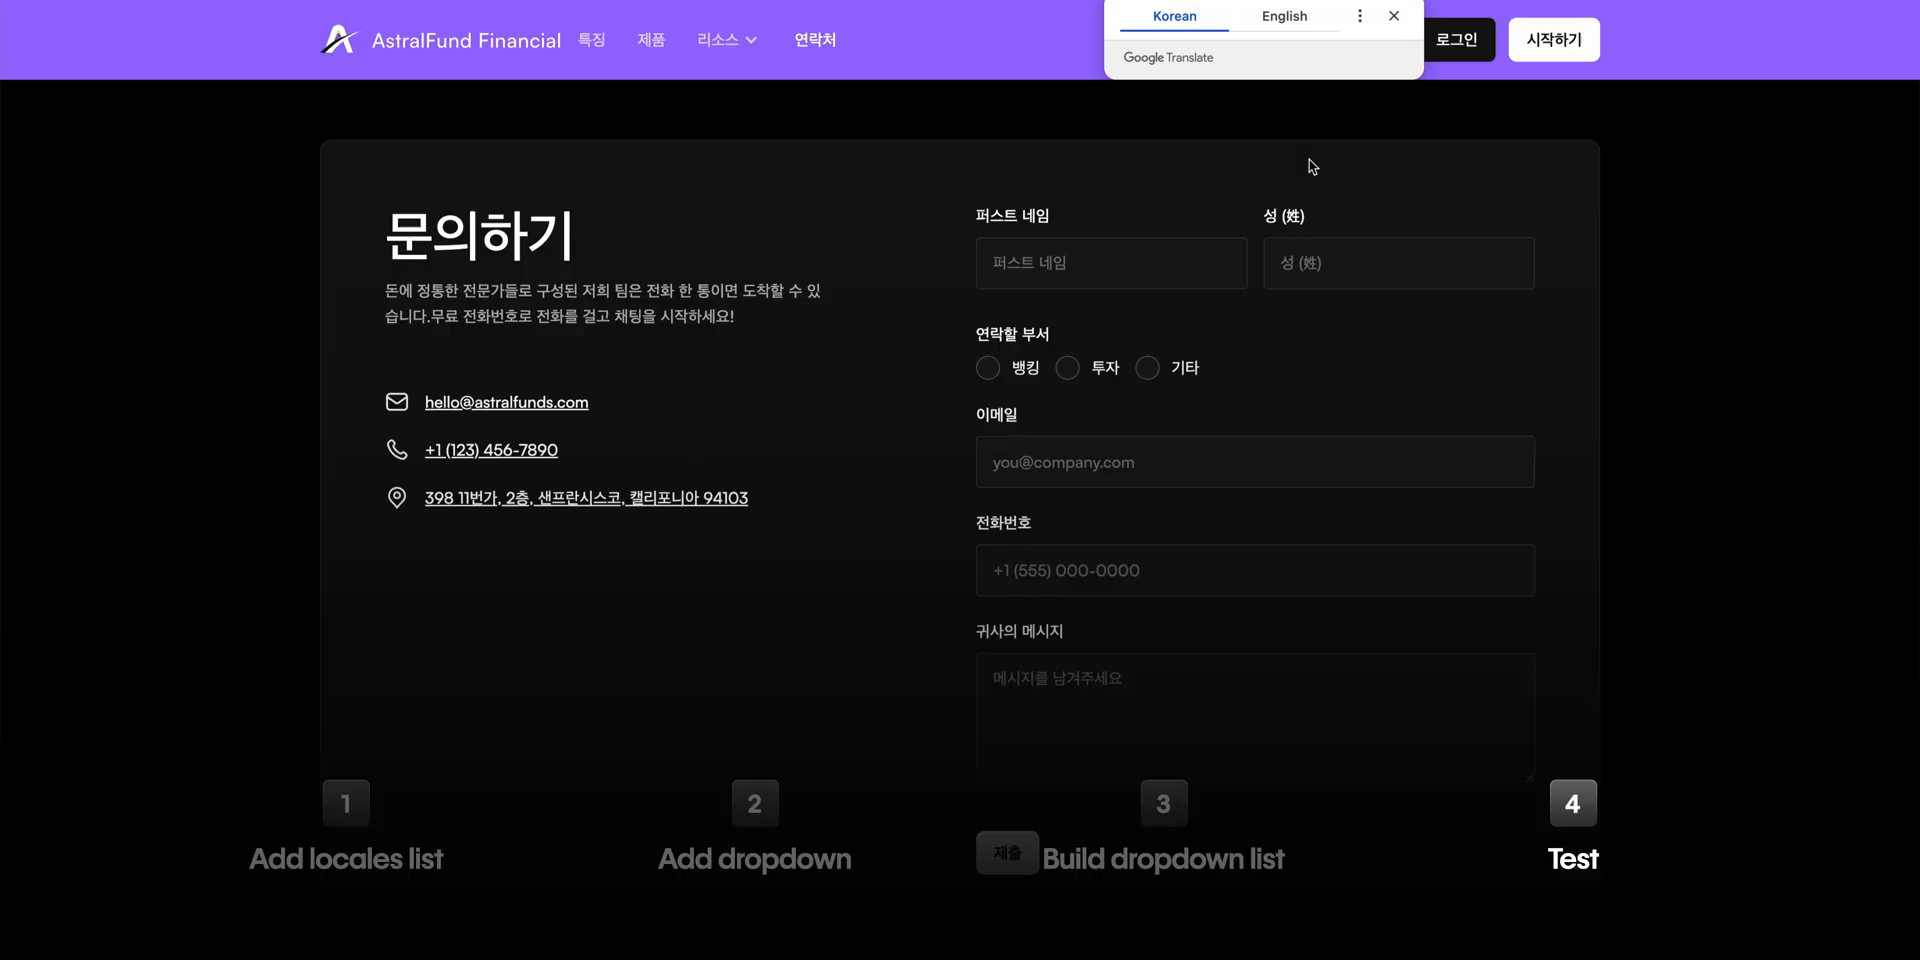 AstralFund Financial
특징
제품
리소스
연락처
Korean
English
Google Translate
로그인
시작하기
문의하기
돈에 정통한 전문가들로 구성된 저희 팀은 전화 한 통이면 도착할 수 있
습니다.무료 전화번호로 전화를 걸고 채팅을 시작하세요!
hello@astralfunds.com
+1 (123) 456-7890
398 11번가, 2층, 샌프란시스코, 캘리포니아 94103
퍼스트 네임
성 (姓)
퍼스트 네임
성 (姓)
연락할 부서
뱅킹
투자
기타
이메일
you@company.com
전화번호
+1 (555) 000-0000
귀사의 메시지
메시지를 남겨주세요
제출
1
Add locales list
2
Add dropdown
3
Build dropdown list
4
Test